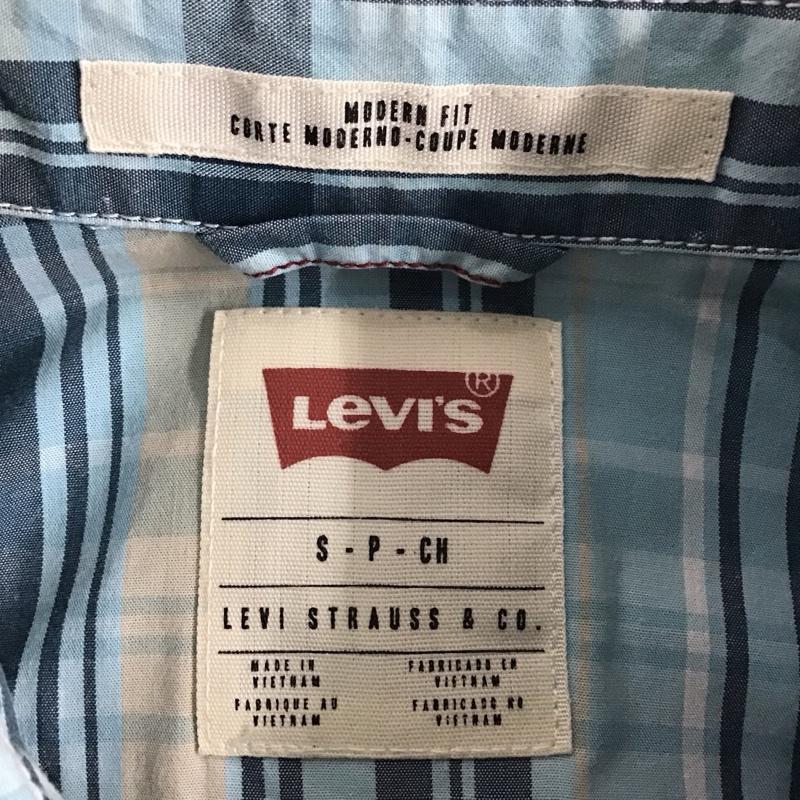 MODERN FIT
CORTE MODERNO-COUPE MODERNE
LEVI'S ®
S - P - CH
LEVI STRAUSS & CO.
MADE IN
VIETNAM
FABRICADO EN
VIETNAM
FABRIQUE AU
VIETNAM
FABRICADO NO
VIETNAM